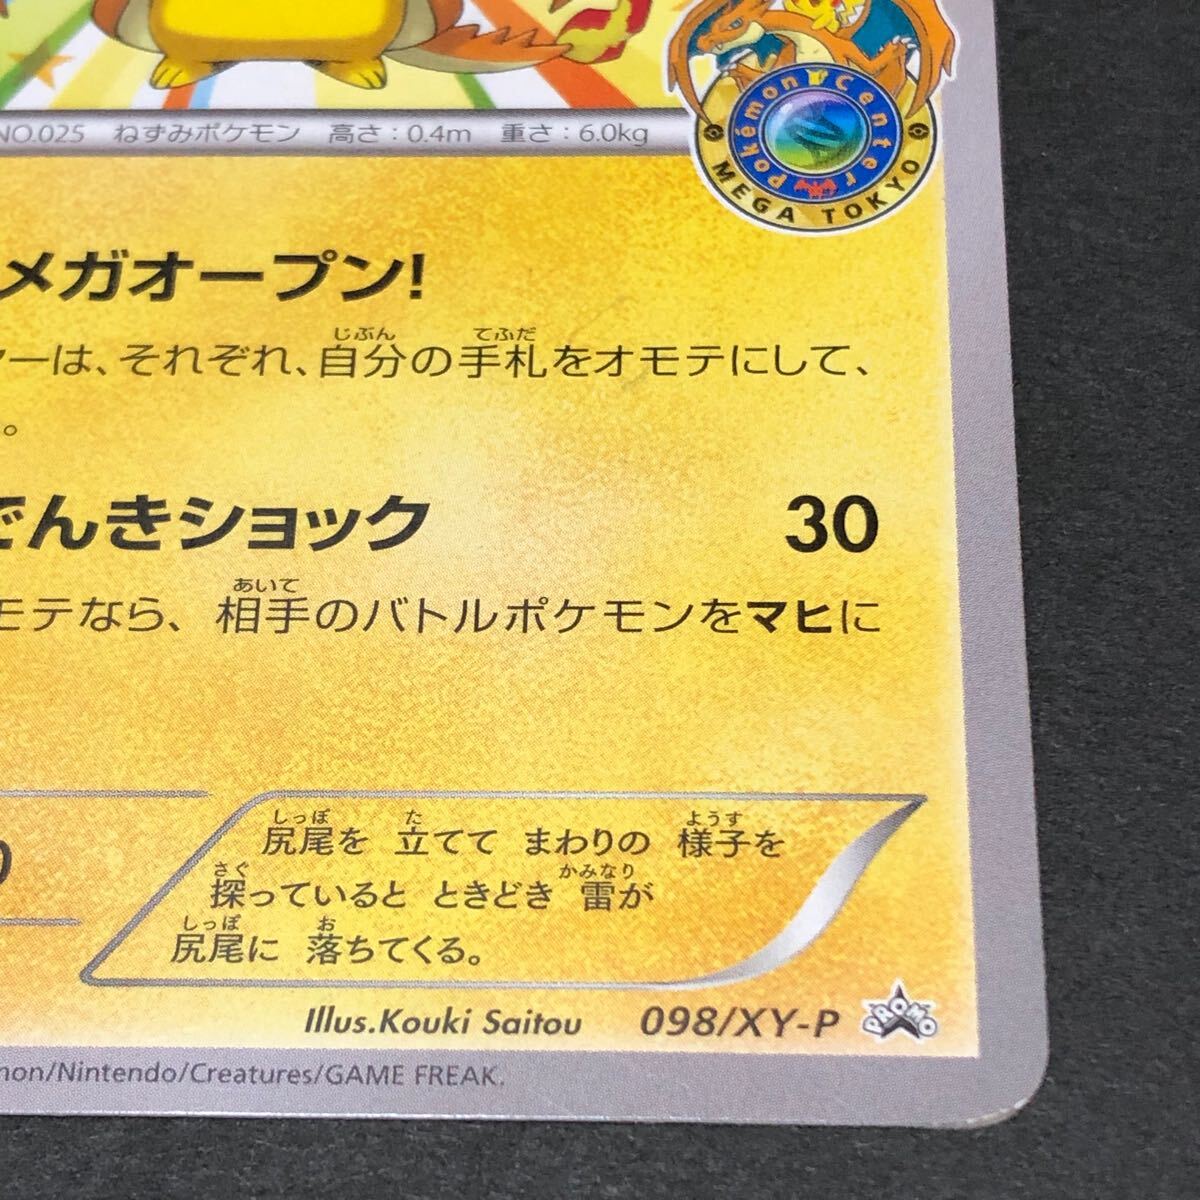 NO.025 ねずみポケモン 高さ：0.4m 重さ：6.0kg
Pokémon Center
MEGA TOKYO
メガオープン!
ーは、それぞれ、自分の手札をオモテにして、
じぶん てふだ
。
でんきショック 30
モテなら、相手のバトルポケモンをマヒに
あいて
しっぽ た ようす
尻尾を 立てて まわりの 様子を
さぐ かみなり
探っていると ときどき 雷が
しっぽ お
尻尾に 落ちてくる。
Illus.Kouki Saitou 098/XY-P PROMO
mon/Nintendo/Creatures/GAME FREAK.